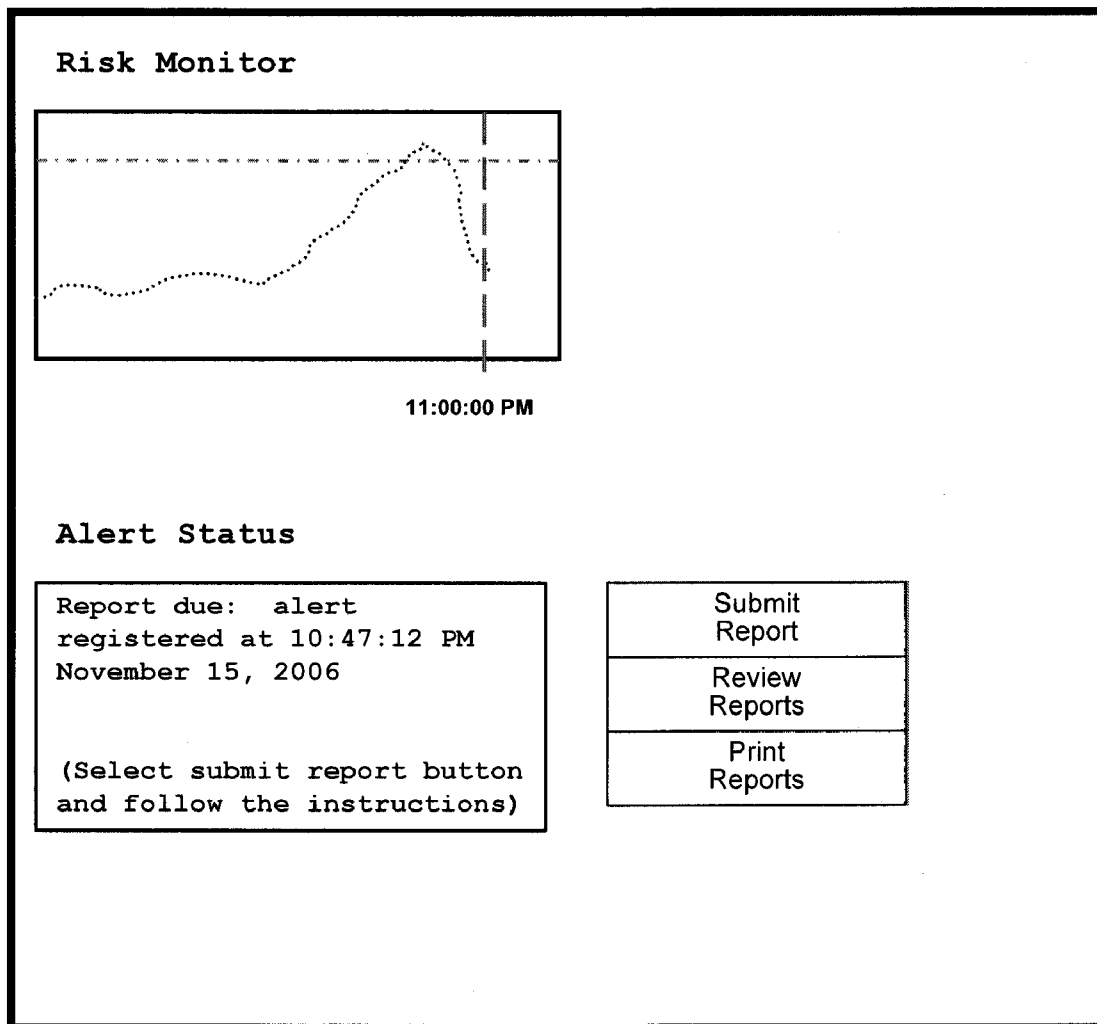 Risk Monitor
11:00:00 PM
Alert Status
Report due:  alert
registered at 10:47:12 PM
November 15, 2006
(Select submit report button
and follow the instructions)
Submit
Report
Review
Reports
Print
Reports